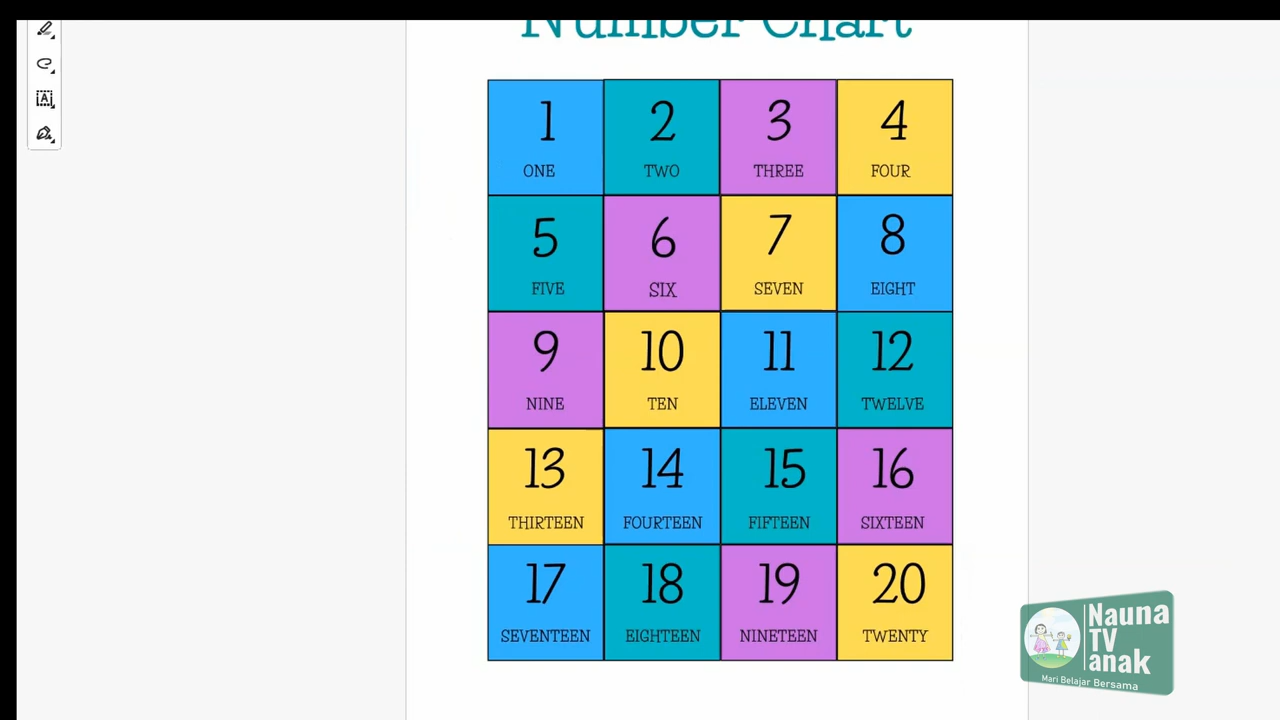 Number Chart
1 2 3 4
ONE TWO THREE FOUR
5 6 7 8
FIVE SIX SEVEN EIGHT
9 10 11 12
NINE TEN ELEVEN TWELVE
13 14 15 16
THIRTEEN FOURTEEN FIFTEEN SIXTEEN
17 18 19 20
SEVENTEEN EIGHTEEN NINETEEN TWENTY
Nauna
TV
anak
Mari Belajar Bersama